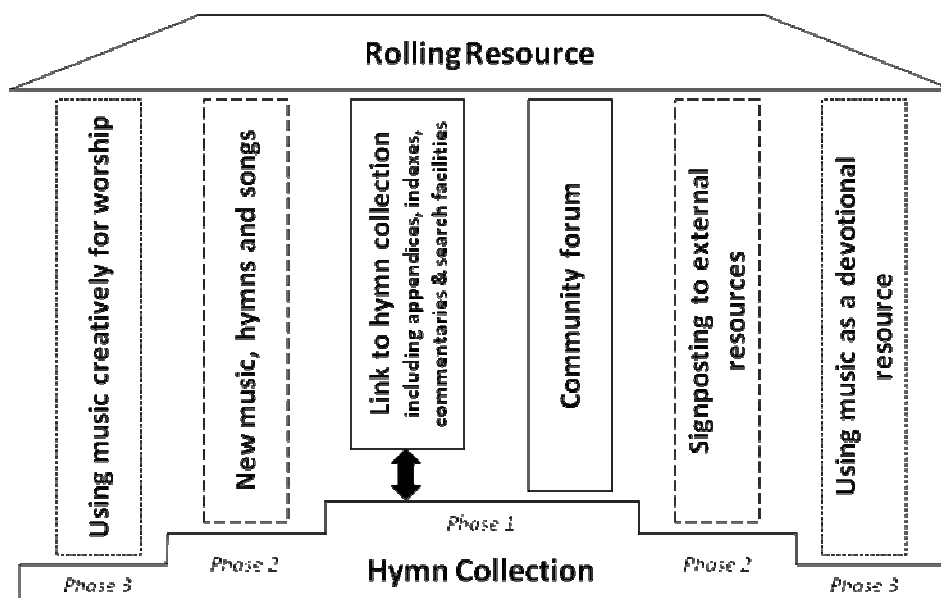 Rolling Resource
Using music creatively for worship
New music, hymns and songs
Link to hymn collection
including appendices, indexes,
commentaries & search facilities
Community forum
Signposting to external
resources
Using music as a devotional
resource
Phase 1
Phase 2
Phase 2
Phase 3
Hymn Collection
Phase 3